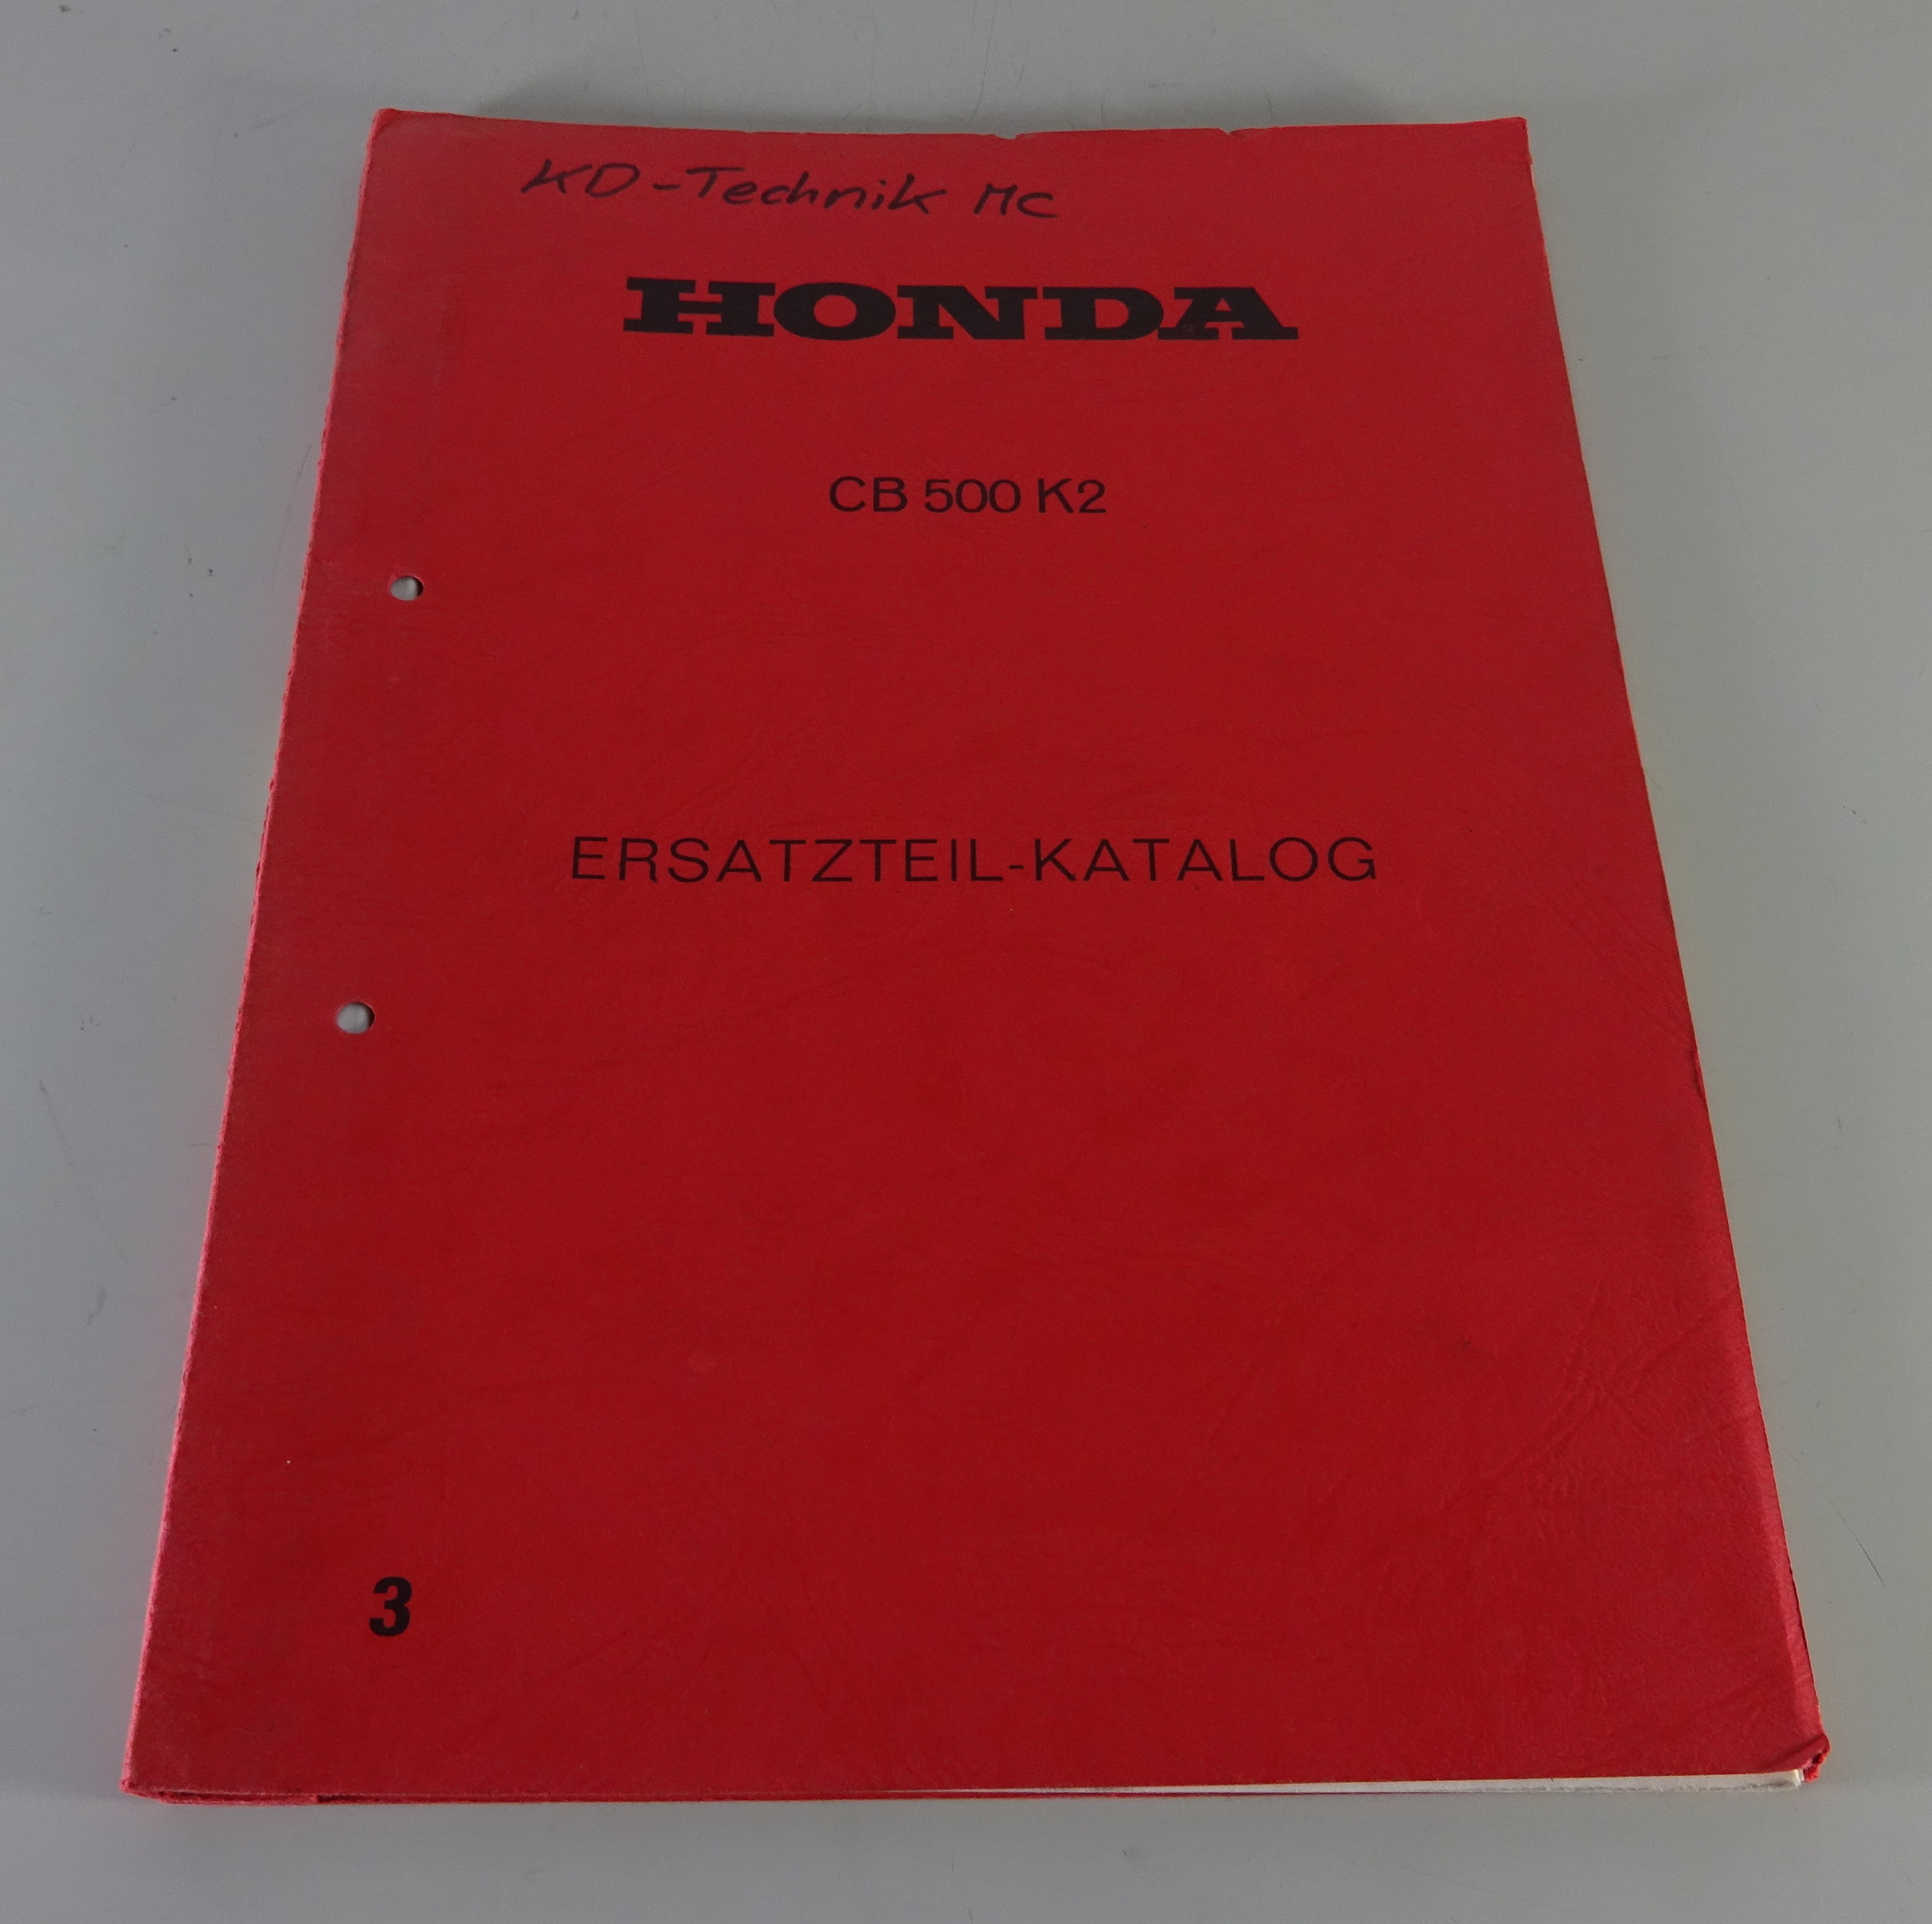 KD-Technik MC
HONDA
CB 500 K2
ERSATZTEIL-KATALOG
3